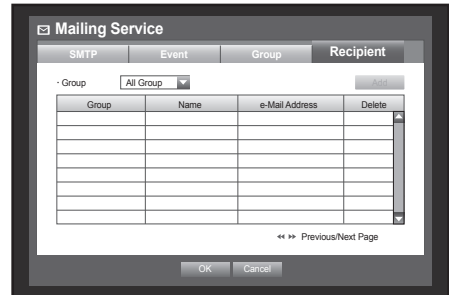 Mailing Service
SMTP Event Group Recipient
· Group All Group Add
Group Name e-Mail Address Delete
Previous/Next Page
OK Cancel